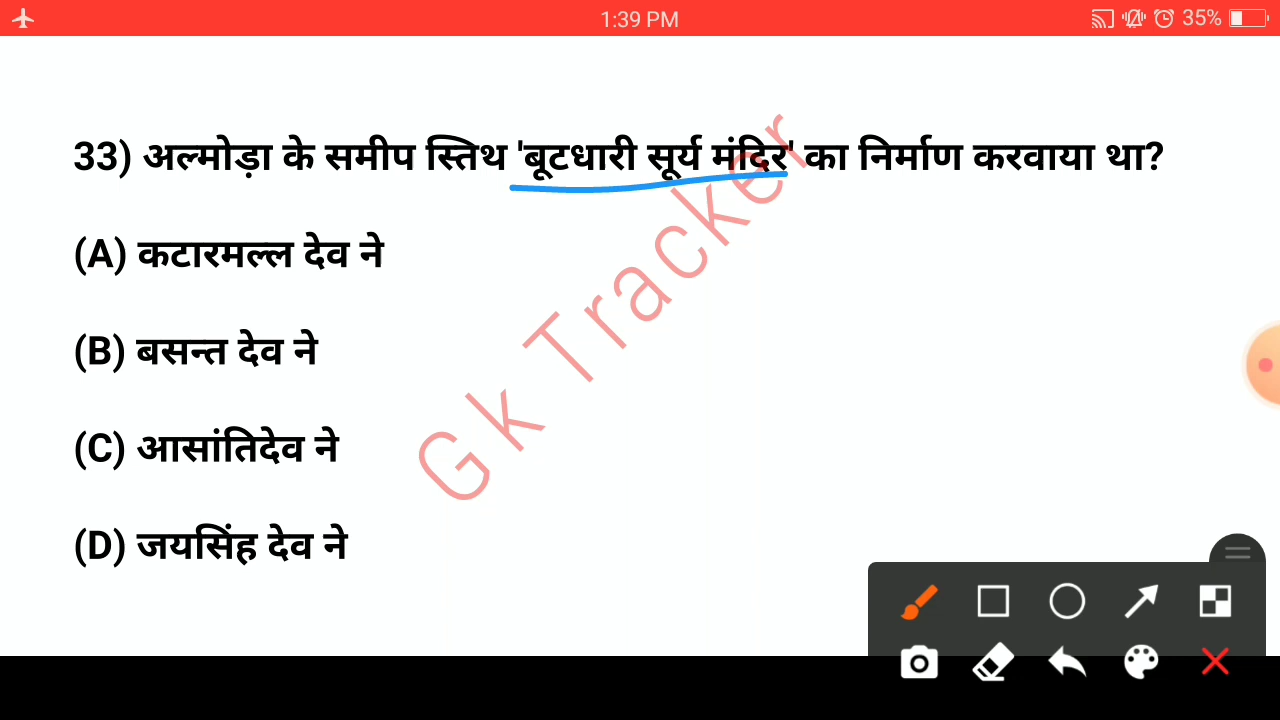 1:39 PM
35%
33) अल्मोड़ा के समीप स्तिथ 'बूटधारी सूर्य मंदिर' का निर्माण करवाया था?
(A) कटारमल्ल देव ने
(B) बसन्त देव ने
(C) आसांतिदेव ने
(D) जयसिंह देव ने
Gk Tracker